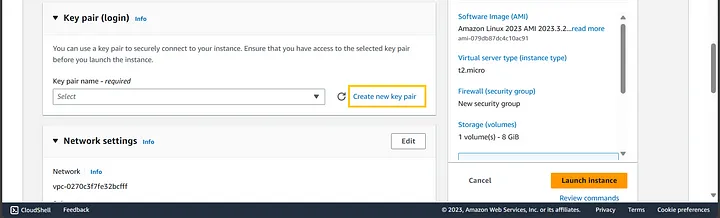 Key pair (login) Info
You can use a key pair to securely connect to your instance. Ensure that you have access to the selected key pair
before you launch the instance.
Key pair name - required
Select
Create new key pair
Network settings Info
Edit
Network Info
vpc-0270c3f7fe32bcfff
Software Image (AMI)
Amazon Linux 2023 AMI 2023.3.2...read more
ami-079db87dc4c10ac91
Virtual server type (instance type)
t2.micro
Firewall (security group)
New security group
Storage (volumes)
1 volume(s) - 8 GiB
Cancel
Launch instance
Review commands
CloudShell
Feedback
© 2023, Amazon Web Services, Inc. or its affiliates.
Privacy
Terms
Cookie preferences